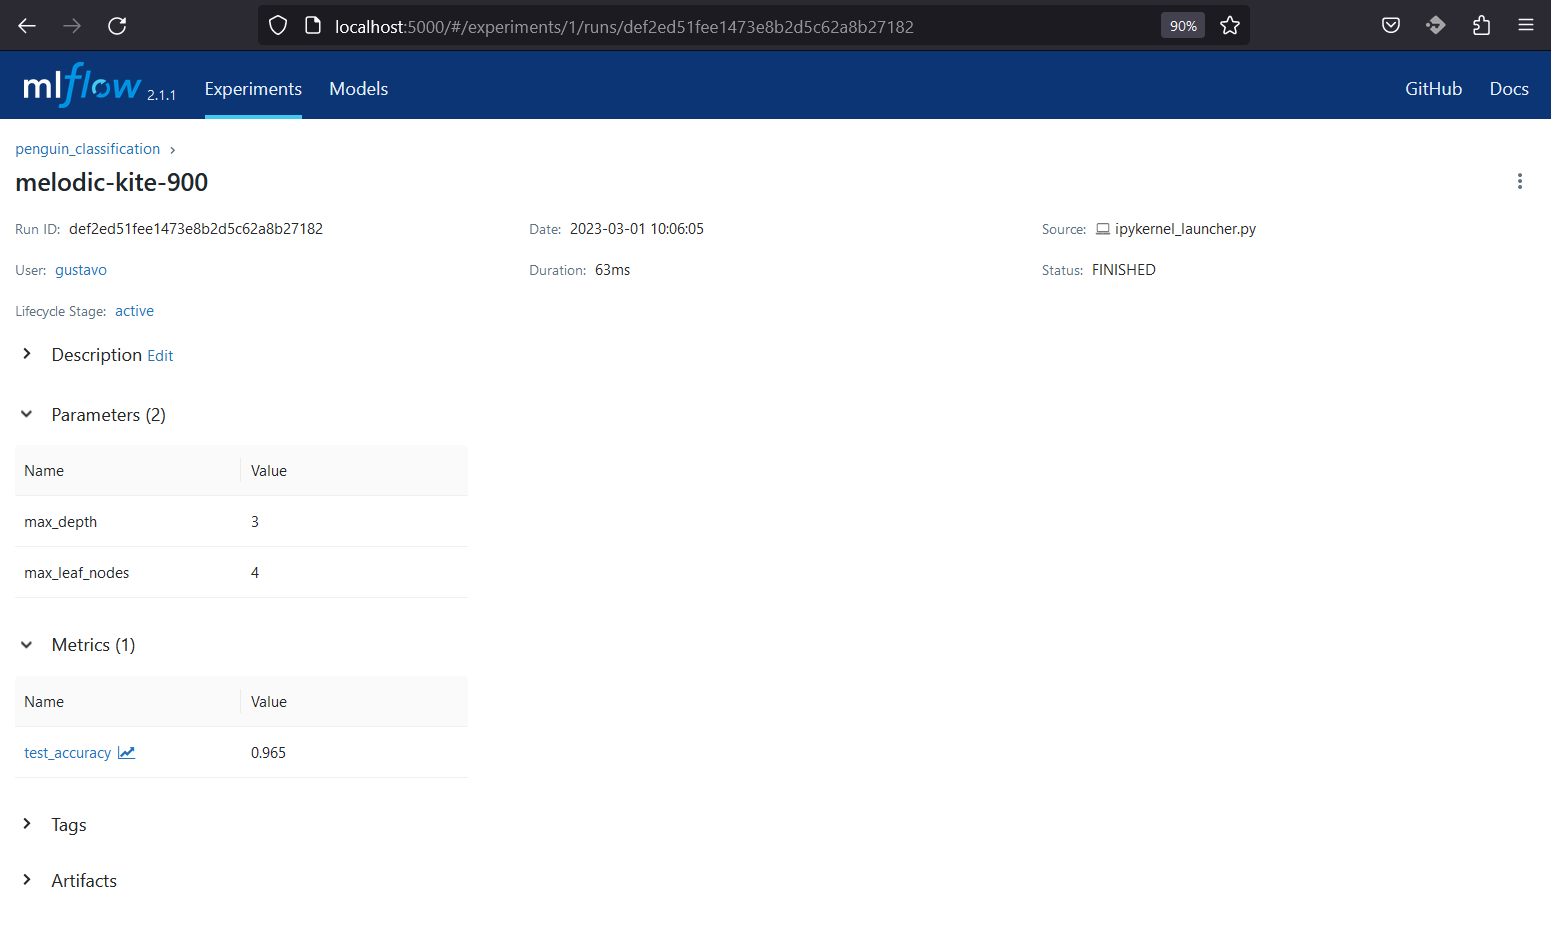 localhost:5000/#/experiments/1/runs/def2ed51fee1473e8b2d5c62a8b27182 90%
mlflow 2.1.1 Experiments Models GitHub Docs
penguin_classification
melodic-kite-900
Run ID: def2ed51fee1473e8b2d5c62a8b27182 Date: 2023-03-01 10:06:05 Source: ipykernel_launcher.py
User: gustavo Duration: 63ms Status: FINISHED
Lifecycle Stage: active
Description Edit
Parameters (2)
Name Value
max_depth 3
max_leaf_nodes 4
Metrics (1)
Name Value
test_accuracy 0.965
Tags
Artifacts